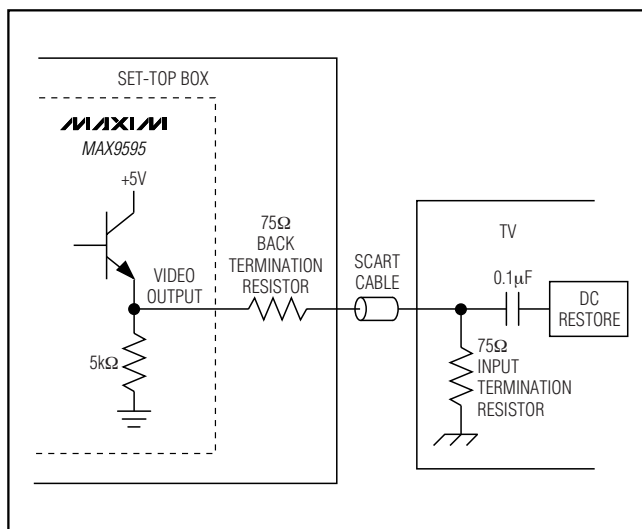 SET-TOP BOX
MAXIM
MAX9595
+5V
VIDEO
OUTPUT
5kΩ
75Ω
BACK
TERMINATION
RESISTOR
SCART
CABLE
TV
0.1μF
DC
RESTORE
75Ω
INPUT
TERMINATION
RESISTOR